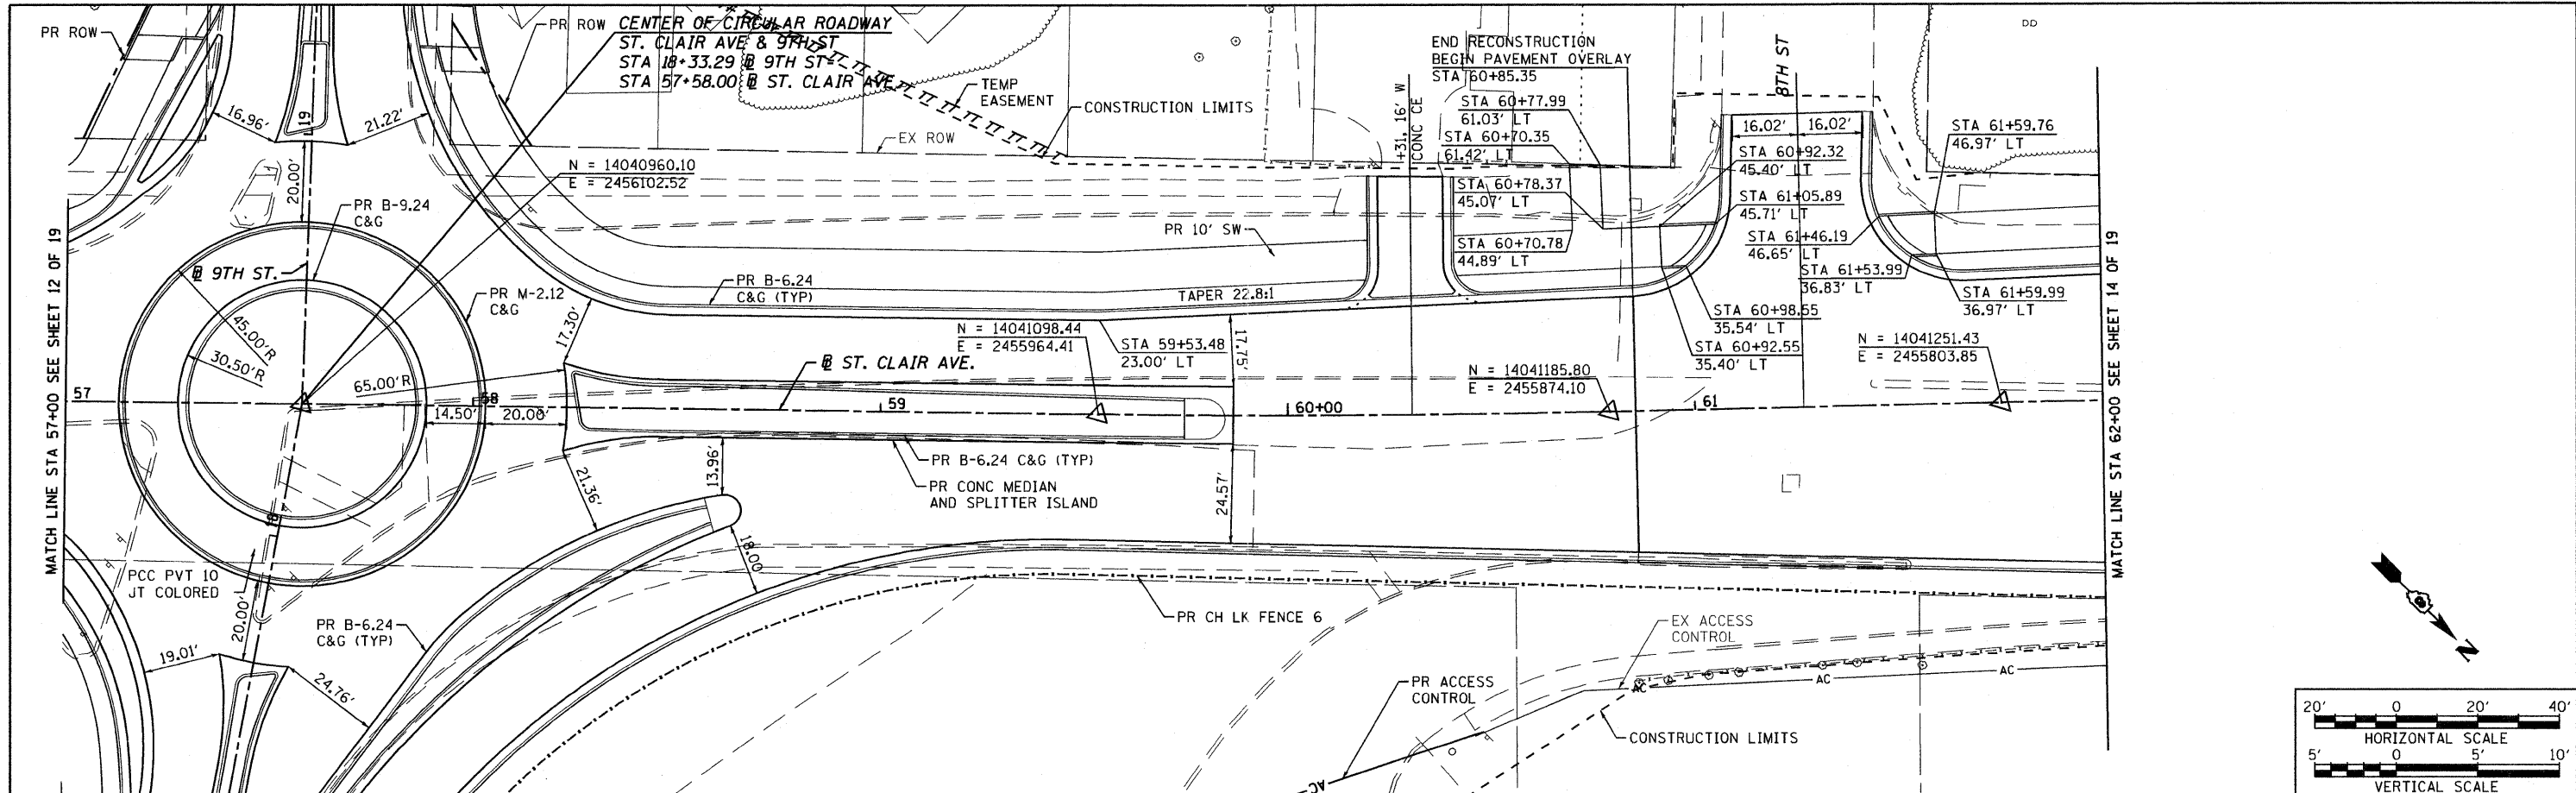 PR ROW
PR ROW
CENTER OF CIRCULAR ROADWAY
ST. CLAIR AVE & 9TH ST
STA 18+33.29 ℄ 9TH ST=
STA 57+58.00 ℄ ST. CLAIR AVE.
TEMP
EASEMENT
CONSTRUCTION LIMITS
EX ROW
END RECONSTRUCTION
BEGIN PAVEMENT OVERLAY
STA 60+85.35
8TH ST
16.96'
19
21.22'
20.00'
N = 14040960.10
E = 2456102.52
+31, 16' W
CONC CE
STA 60+77.99
61.03' LT
STA 60+70.35
61.42' LT
STA 60+78.37
45.07' LT
STA 60+70.78
44.89' LT
16.02'
16.02'
STA 60+92.32
45.40' LT
STA 61+05.89
45.71' LT
STA 61+46.19
46.65' LT
STA 61+53.99
36.83' LT
STA 61+59.76
46.97' LT
STA 61+59.99
36.97' LT
STA 60+98.55
35.54' LT
STA 60+92.55
35.40' LT
PR B-9.24
C&G
℄ 9TH ST.
PR M-2.12
C&G
PR B-6.24
C&G (TYP)
PR 10' SW
TAPER 22.8:1
MATCH LINE STA 57+00 SEE SHEET 12 OF 19
45.00'R
30.50'R
65.00'R
17.30'
℄ ST. CLAIR AVE.
N = 14041098.44
E = 2455964.41
STA 59+53.48
23.00' LT
17.75'
N = 14041185.80
E = 2455874.10
N = 14041251.43
E = 2455803.85
57
58
14.50'
20.00'
59
60+00
61
MATCH LINE STA 62+00 SEE SHEET 14 OF 19
21.36'
13.96'
PR B-6.24 C&G (TYP)
PR CONC MEDIAN
AND SPLITTER ISLAND
24.57'
18
18.00'
PCC PVT 10
JT COLORED
20.00'
19.01'
24.76'
PR B-6.24
C&G (TYP)
PR CH LK FENCE 6
EX ACCESS
CONTROL
PR ACCESS
CONTROL
AC
AC
AC
AC
CONSTRUCTION LIMITS
N
20' 0 20' 40'
HORIZONTAL SCALE
5' 0 5' 10'
VERTICAL SCALE